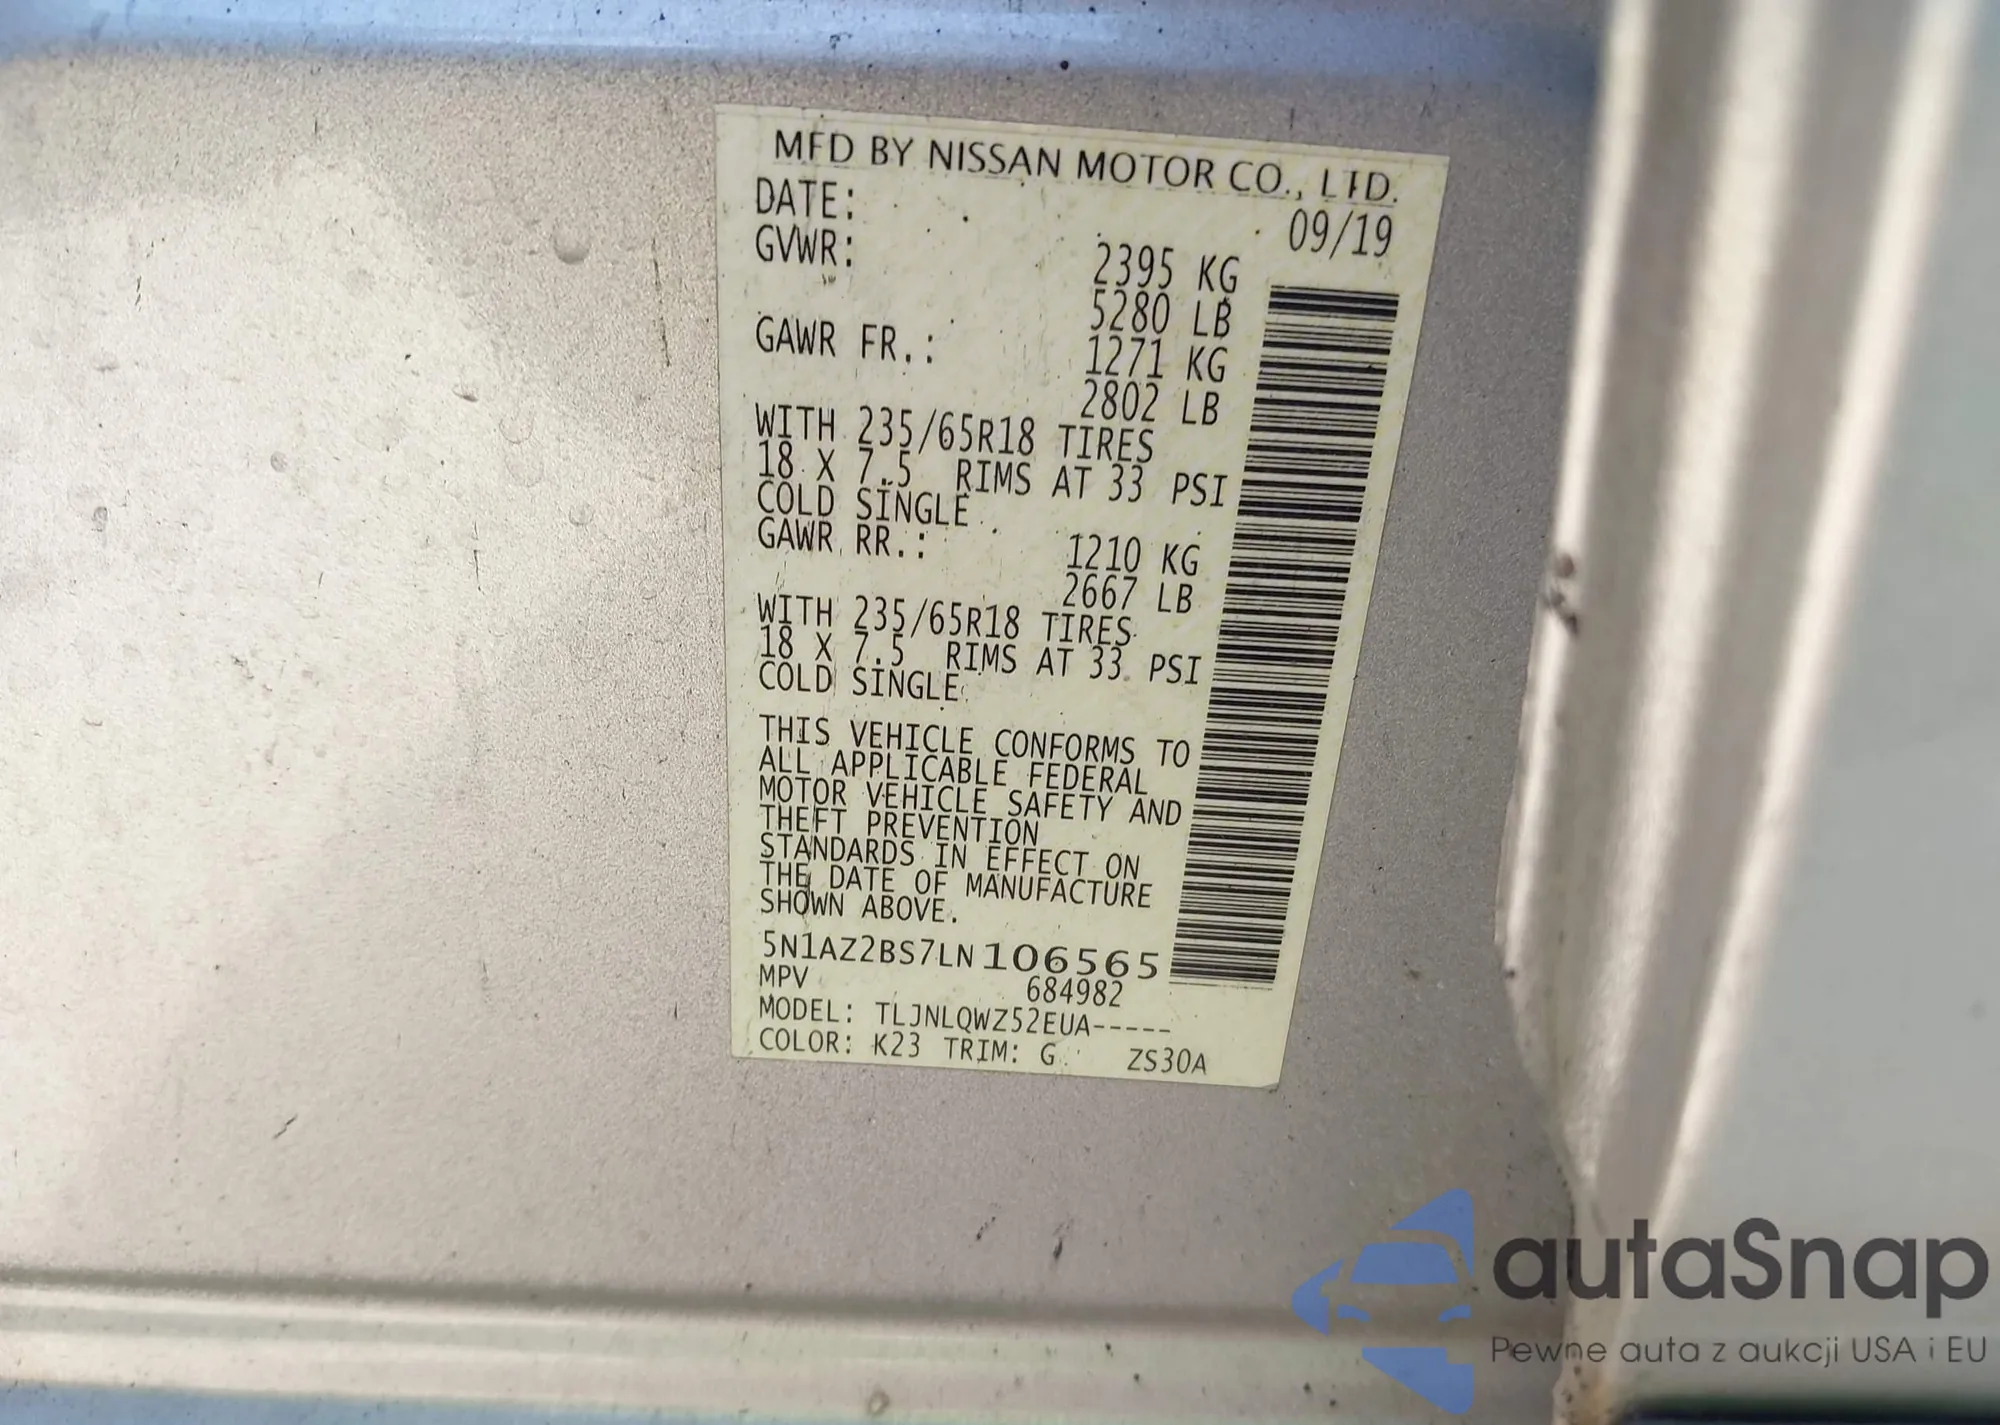 MFD BY NISSAN MOTOR CO., LTD.
DATE: 09/19
GVWR: 2395 KG
5280 LB
GAWR FR.: 1271 KG
2802 LB
WITH 235/65R18 TIRES
18 X 7.5 RIMS AT 33 PSI
COLD SINGLE
GAWR RR.: 1210 KG
2667 LB
WITH 235/65R18 TIRES
18 X 7.5 RIMS AT 33 PSI
COLD SINGLE
THIS VEHICLE CONFORMS TO
ALL APPLICABLE FEDERAL
MOTOR VEHICLE SAFETY AND
THEFT PREVENTION
STANDARDS IN EFFECT ON
THE DATE OF MANUFACTURE
SHOWN ABOVE.
5N1AZ2BS7LN106565
MPV 684982
MODEL: TLJNLQWZ52EUA-----
COLOR: K23 TRIM: G ZS30A
autaSnap
Pewne auta z aukcji USA i EU